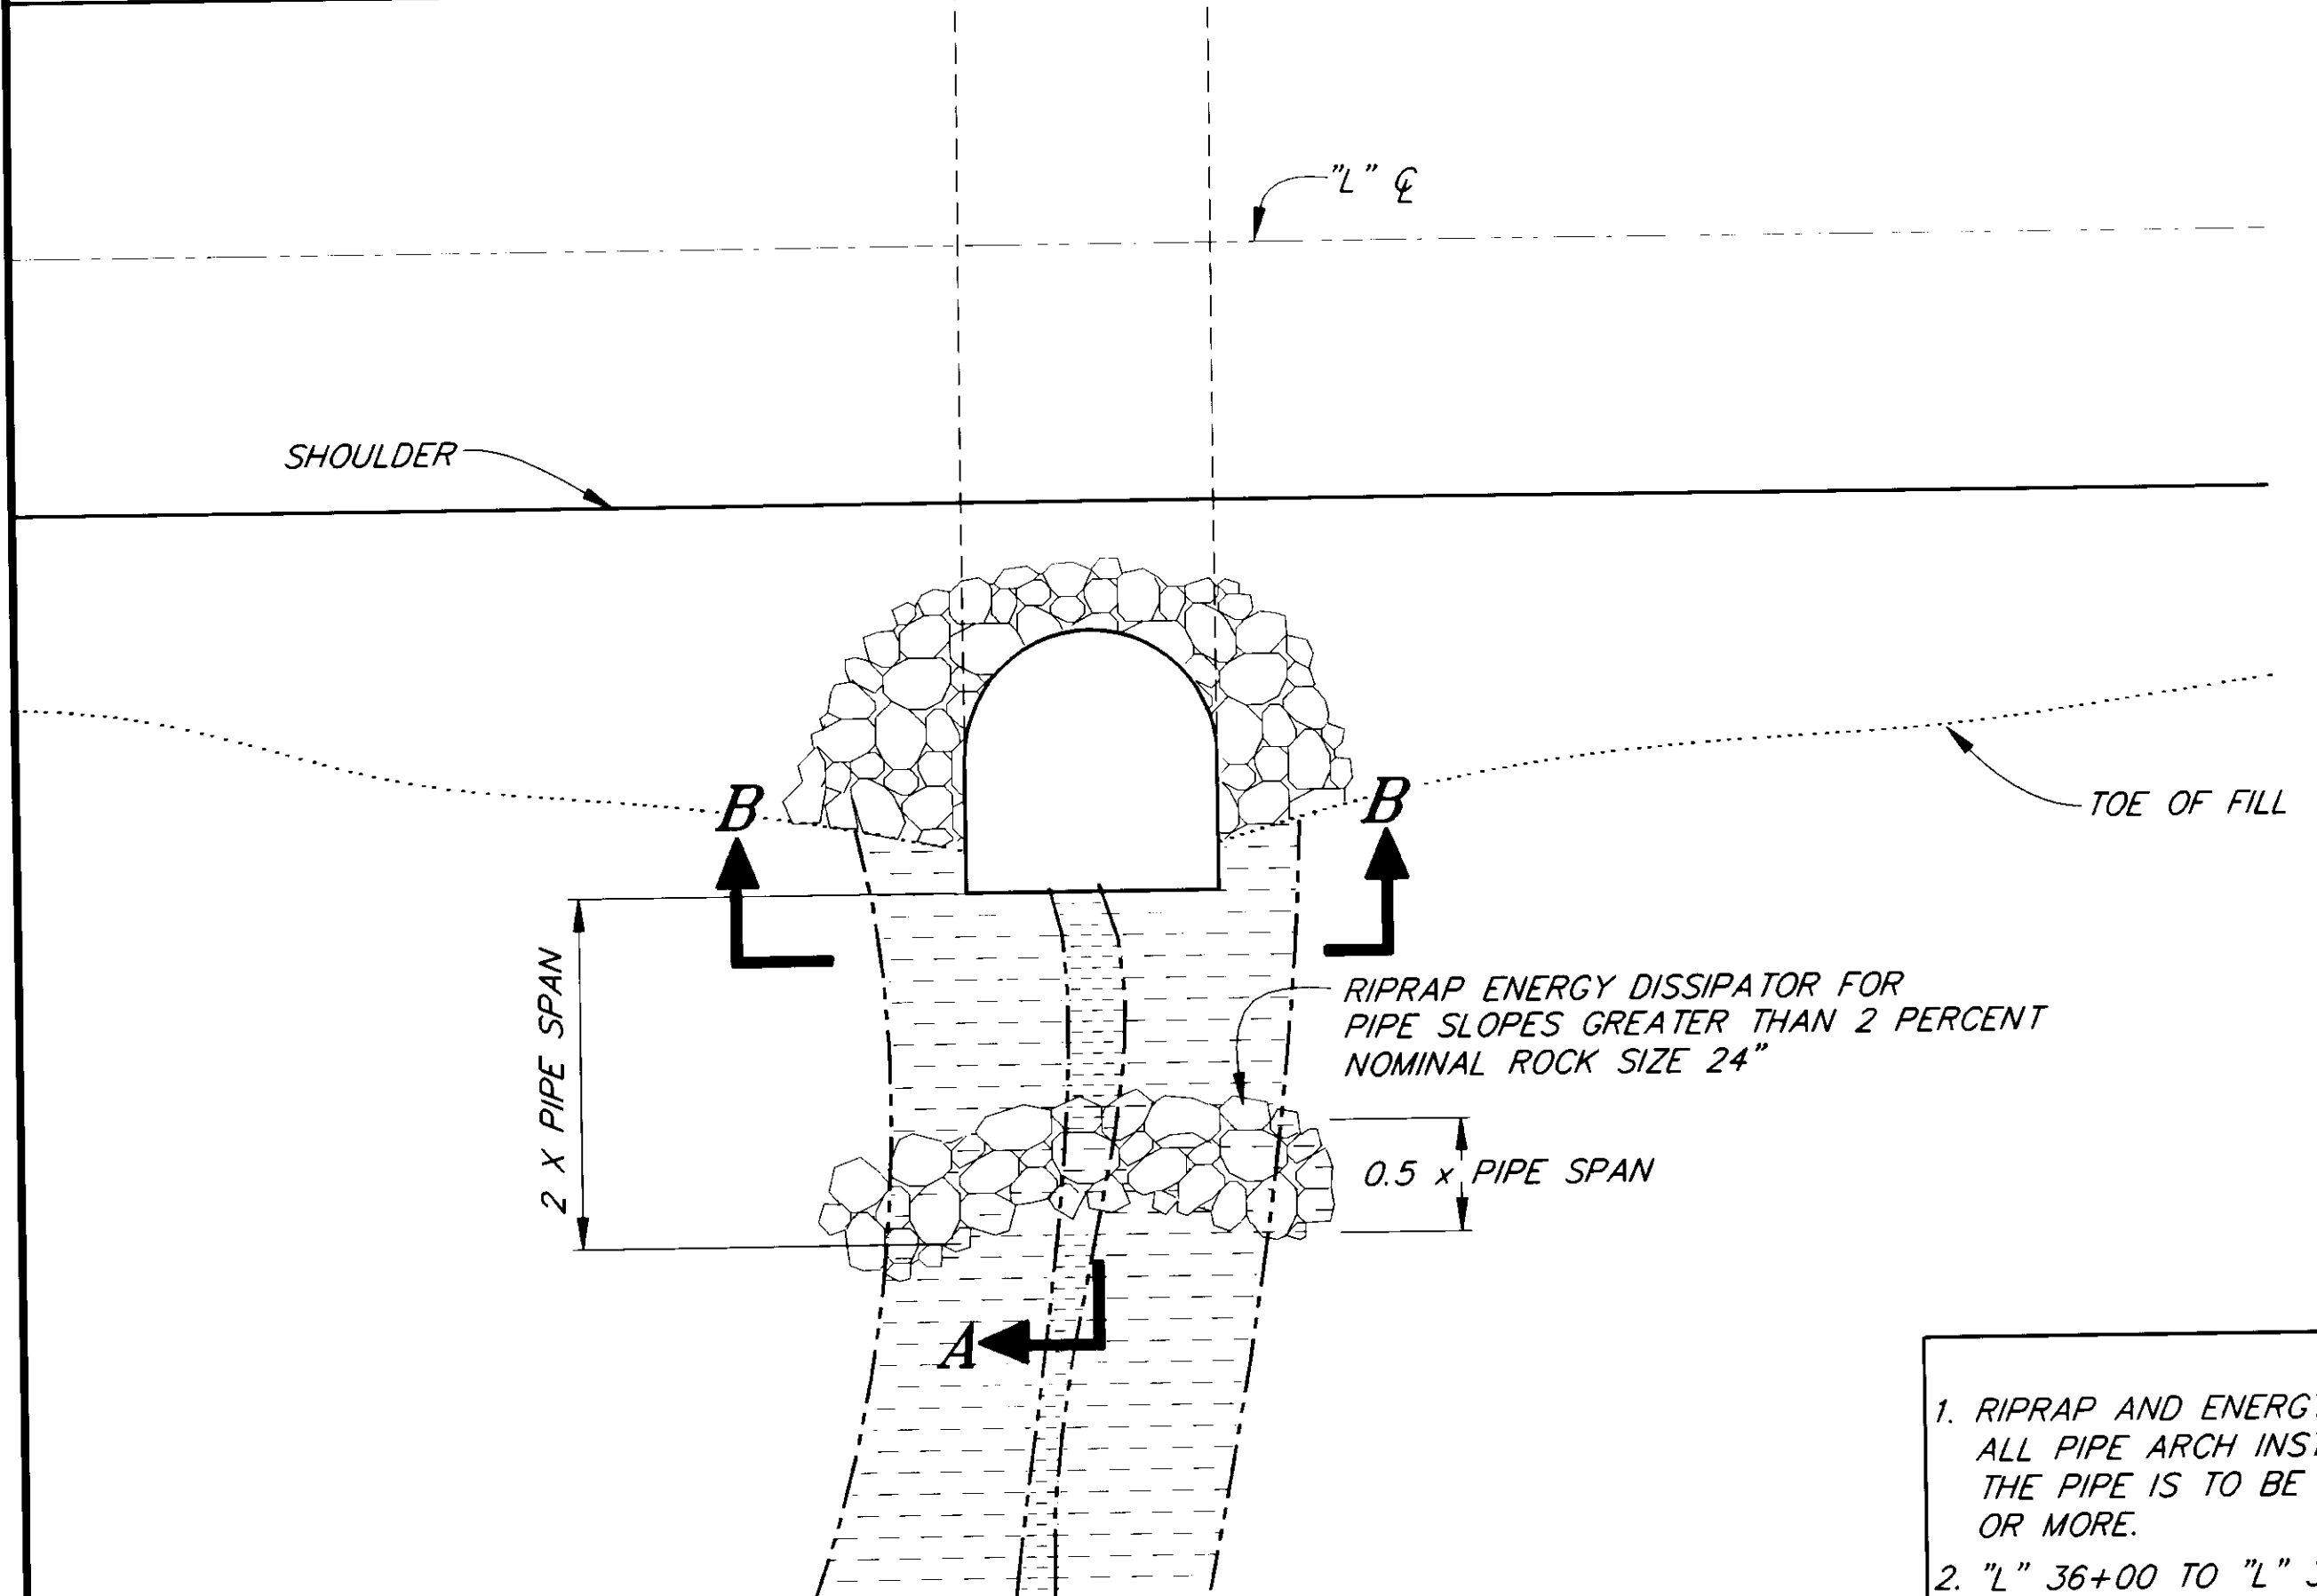 "L" ℄
SHOULDER
B
B
TOE OF FILL
2 X PIPE SPAN
RIPRAP ENERGY DISSIPATOR FOR
PIPE SLOPES GREATER THAN 2 PERCENT
NOMINAL ROCK SIZE 24"
0.5 x PIPE SPAN
A
1. RIPRAP AND
ALL PIPE ARCH
THE PIPE IS TO BE
OR MORE.
2. "L" 36+00 TO "L"